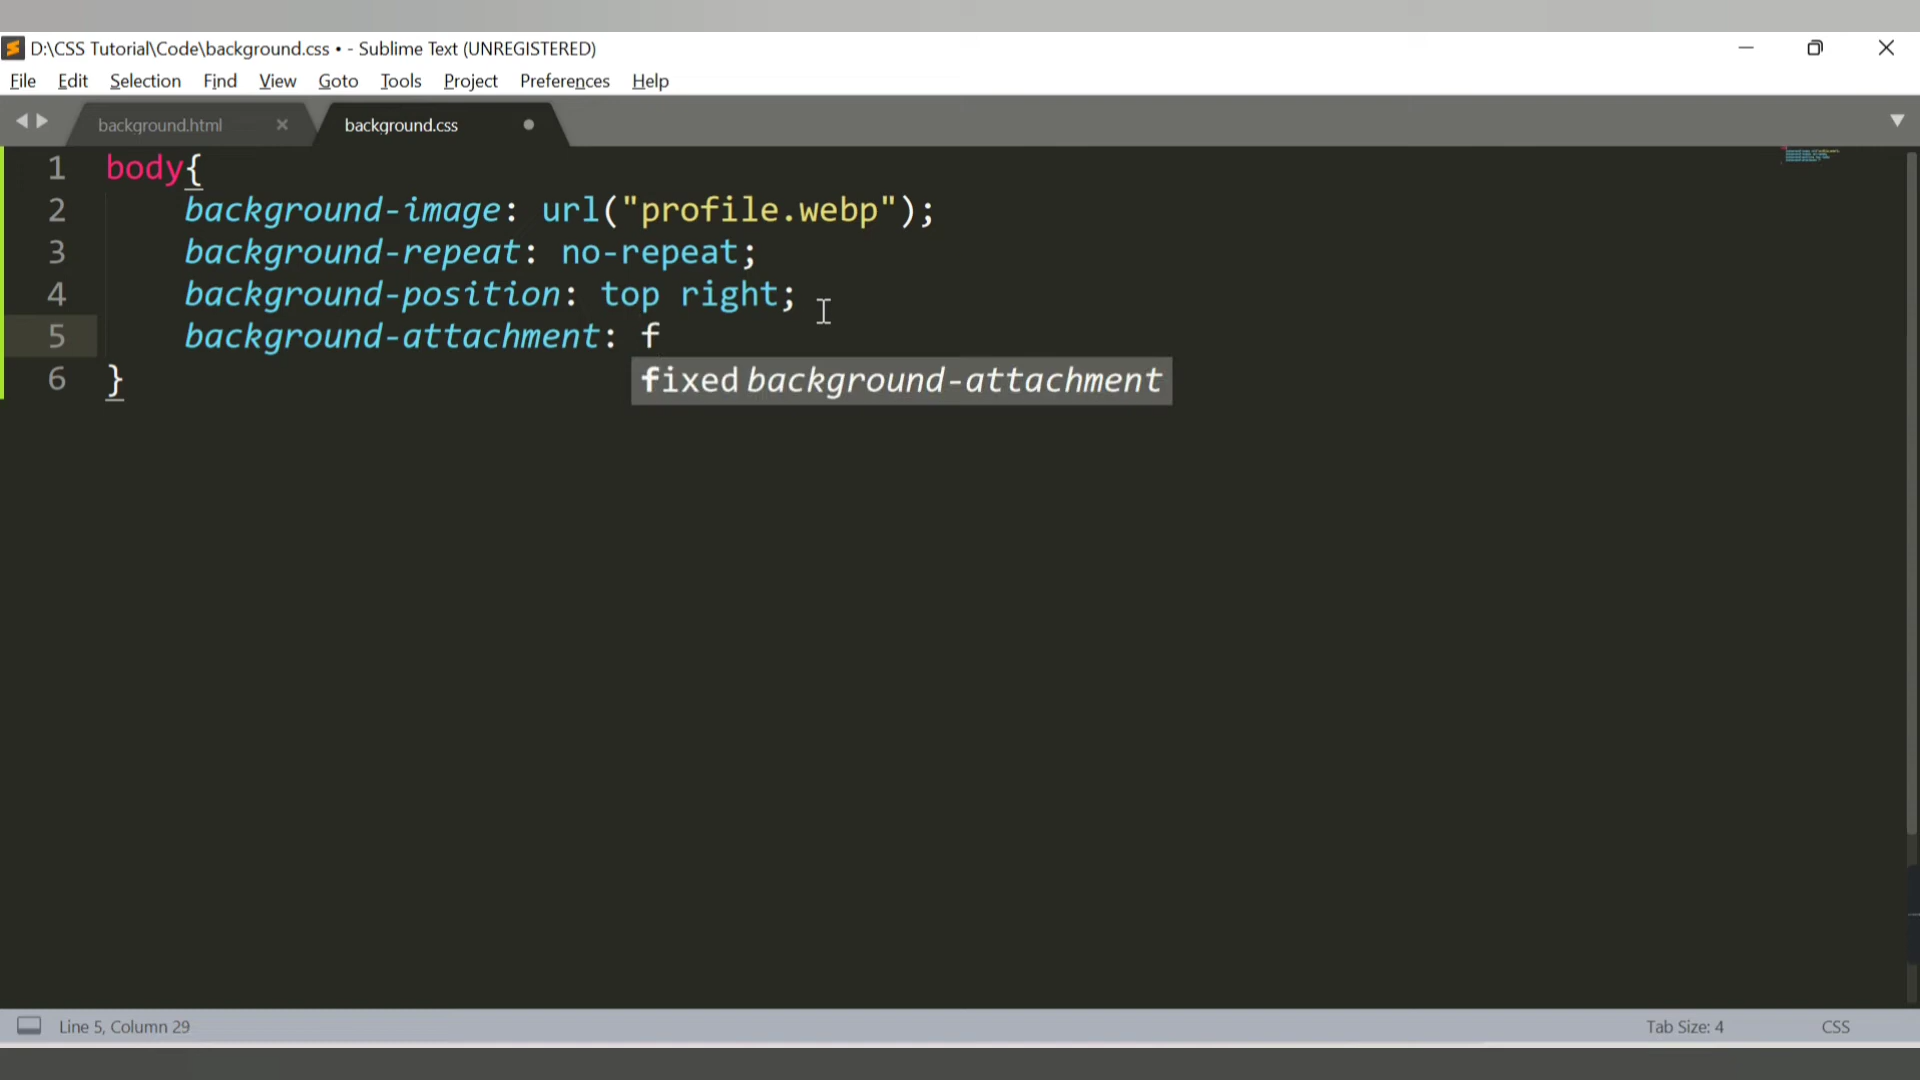 D:\CSS Tutorial\Code\background.css • - Sublime Text (UNREGISTERED)
File Edit Selection Find View Goto Tools Project Preferences Help
background.html background.css
1 body{
2 background-image: url("profile.webp");
3 background-repeat: no-repeat;
4 background-position: top right;
5 background-attachment: f
6 }
fixed background-attachment
Line 5, Column 29 Tab Size: 4 CSS